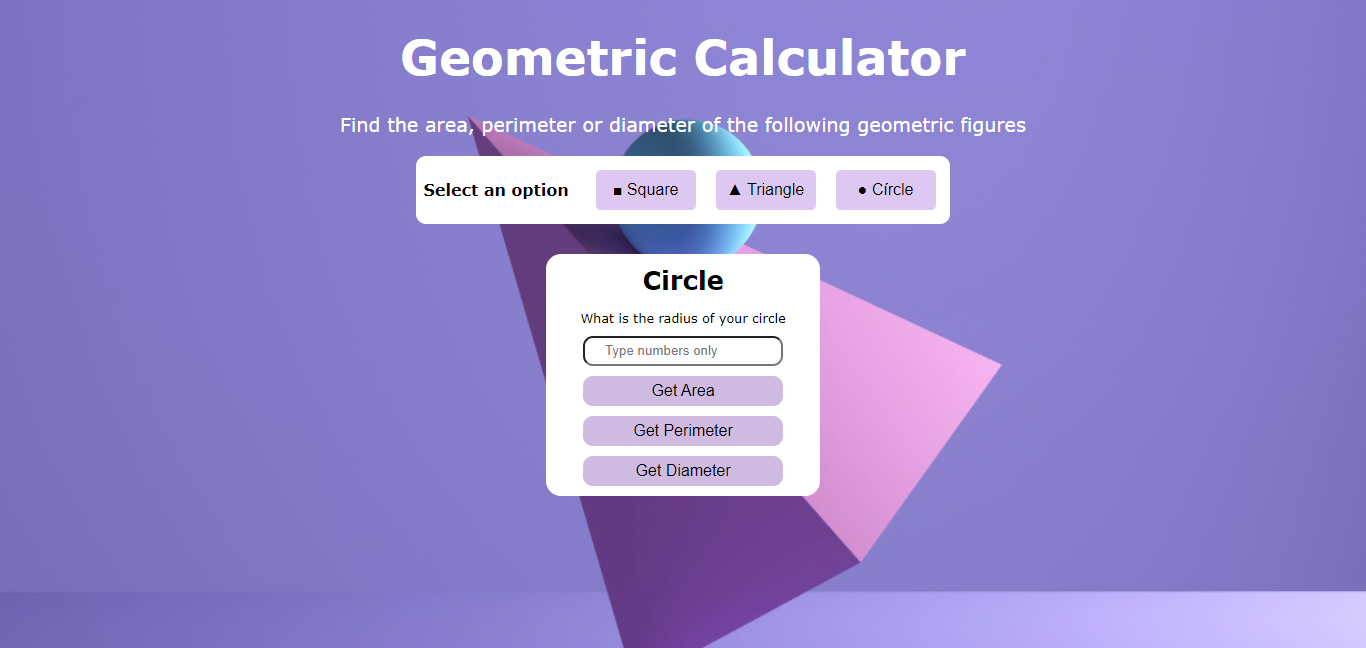 Geometric Calculator
Find the area, perimeter or diameter of the following geometric figures
Select an option
▪ Square
▲ Triangle
● Círcle
Circle
What is the radius of your circle
Type numbers only
Get Area
Get Perimeter
Get Diameter